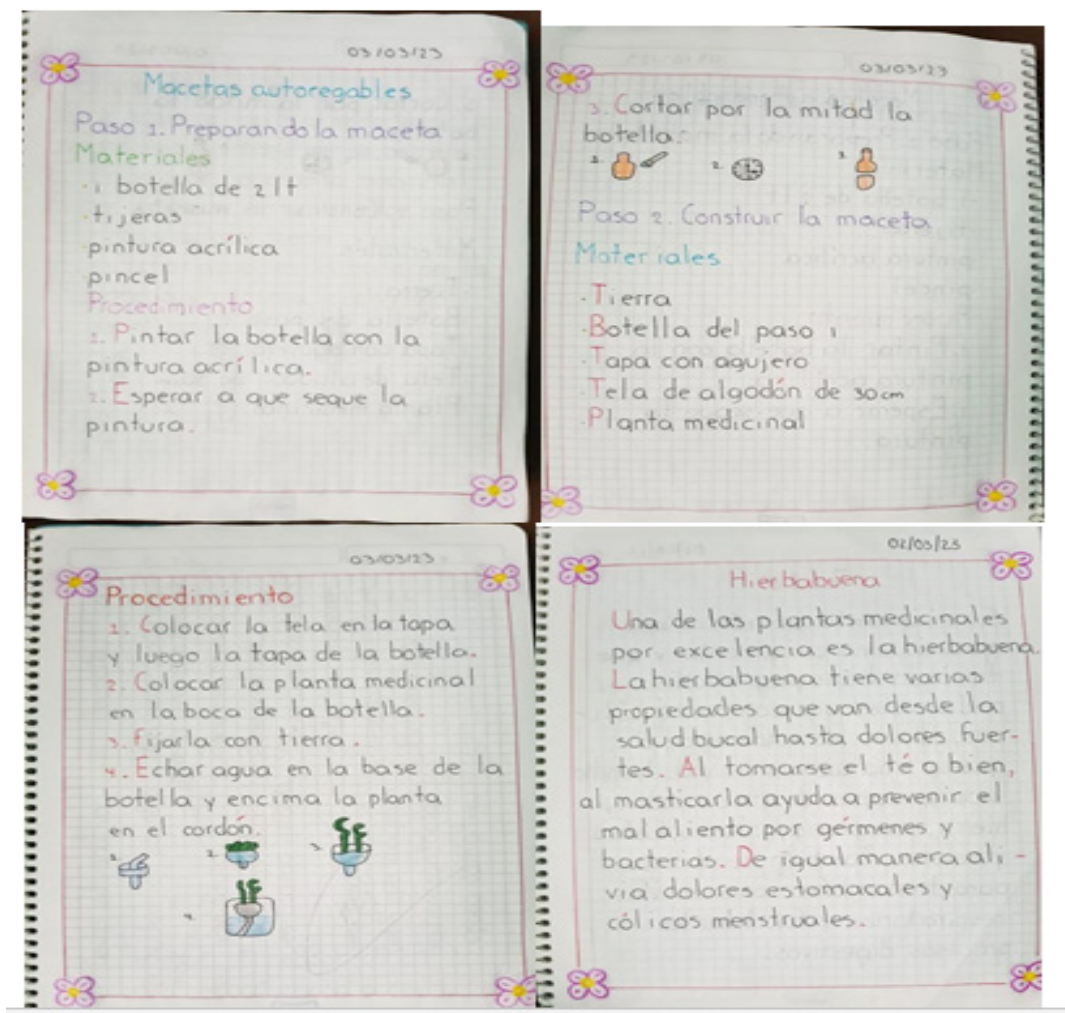 03/03/23
Macetas autoregables
Paso 1. Preparando la maceta
Materiales
· 1 botella de 2 lt
· tijeras
· pintura acrílica
· pincel
Procedimiento
1. Pintar la botella con la
pintura acrílica.
2. Esperar a que seque la
pintura.
03/03/23
3. Cortar por la mitad la
botella.
1. 2. 3.
Paso 2. Construir la maceta
Materiales
· Tierra
· Botella del paso 1
· Tapa con agujero
· Tela de algodón de 30cm
· Planta medicinal
03/03/23
Procedimiento
1. Colocar la tela en la tapa
y luego la tapa de la botella.
2. Colocar la planta medicinal
en la boca de la botella.
3. Fijarla con tierra.
4. Echar agua en la base de la
botella y encima la planta
en el cordón.
1. 2. 3.
4.
02/03/23
Hierbabuena
Una de las plantas medicinales
por excelencia es la hierbabuena.
La hierbabuena tiene varias
propiedades que van desde la
salud bucal hasta dolores fuer-
tes. Al tomarse el té o bien,
al masticarla ayuda a prevenir el
mal aliento por gérmenes y
bacterias. De igual manera ali-
via dolores estomacales y
cólicos menstruales.